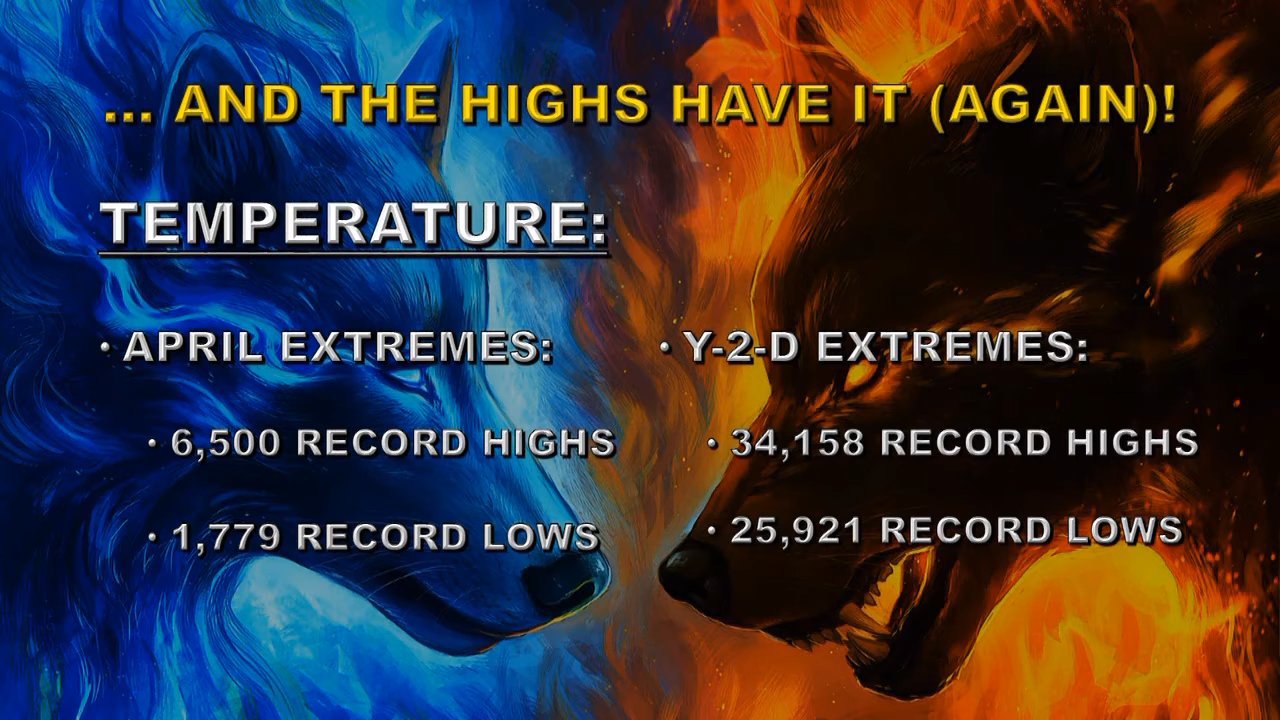 ... AND THE HIGHS HAVE IT (AGAIN)!
TEMPERATURE:
• APRIL EXTREMES:
• 6,500 RECORD HIGHS
• 1,779 RECORD LOWS
• Y-2-D EXTREMES:
• 34,158 RECORD HIGHS
• 25,921 RECORD LOWS